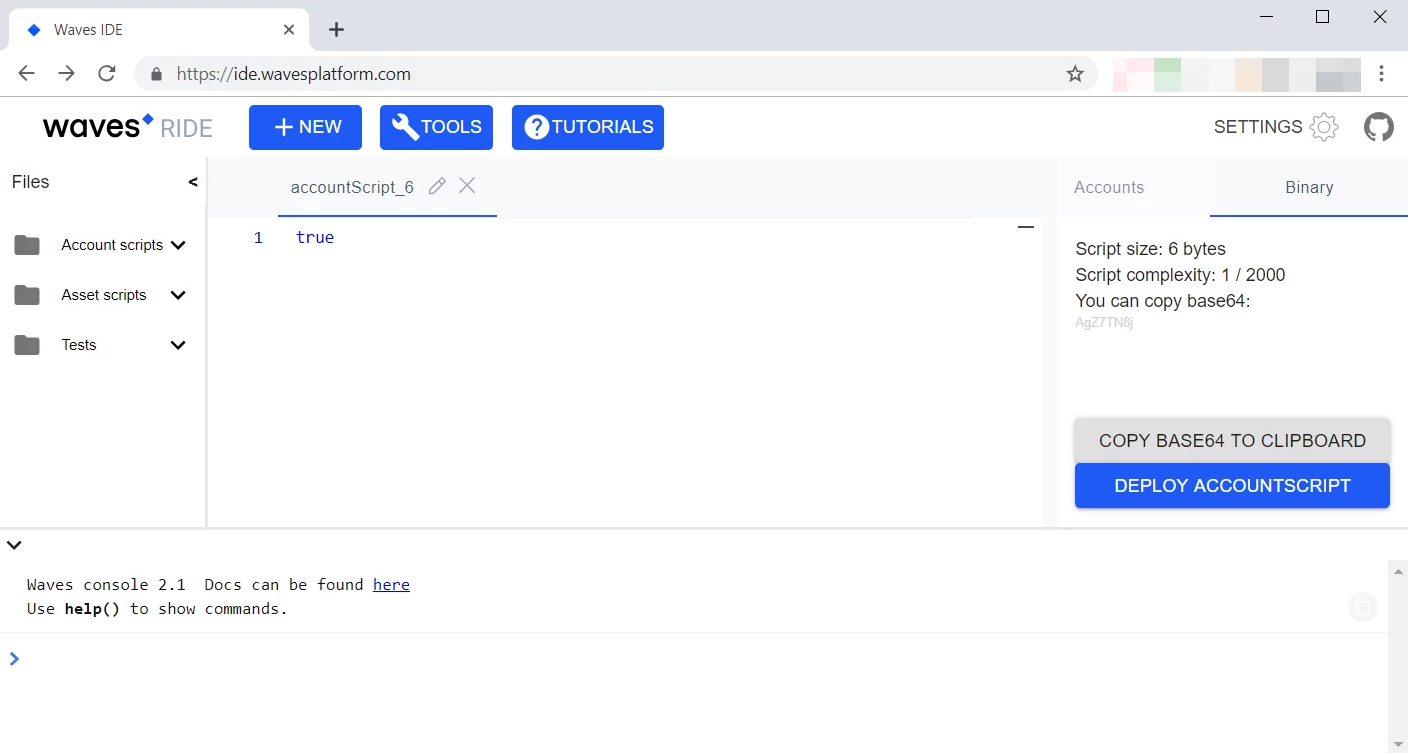 Waves IDE
https://ide.wavesplatform.com
waves RIDE
NEW
TOOLS
TUTORIALS
SETTINGS
Files
<
accountScript_6
Accounts
Binary
Account scripts
Asset scripts
Tests
1 true
Script size: 6 bytes
Script complexity: 1 / 2000
You can copy base64:
AgZ7TN8j
COPY BASE64 TO CLIPBOARD
DEPLOY ACCOUNTSCRIPT
Waves console 2.1 Docs can be found here
Use help() to show commands.